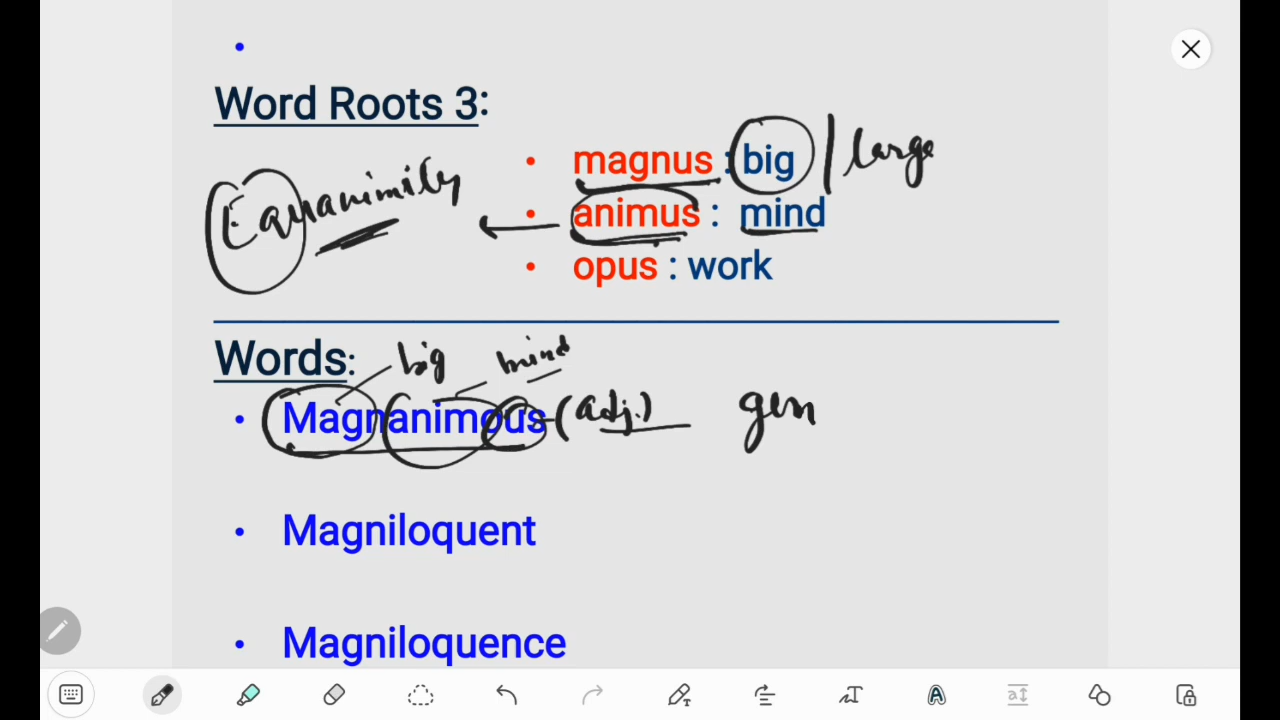 Word Roots 3:
• magnus : big / large
Equanimity
• animus : mind
• opus : work
Words:
big mind
• Magnanimous - (adj.) gen
• Magniloquent
• Magniloquence